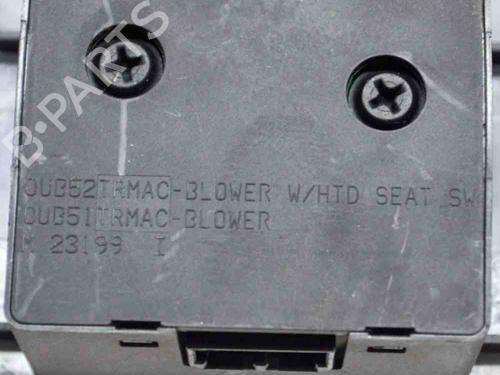 B-PARTS
0UB52TRMAC-BLOWER W/HTD SEAT SW
0UB51TRMAC-BLOWER
23199 I